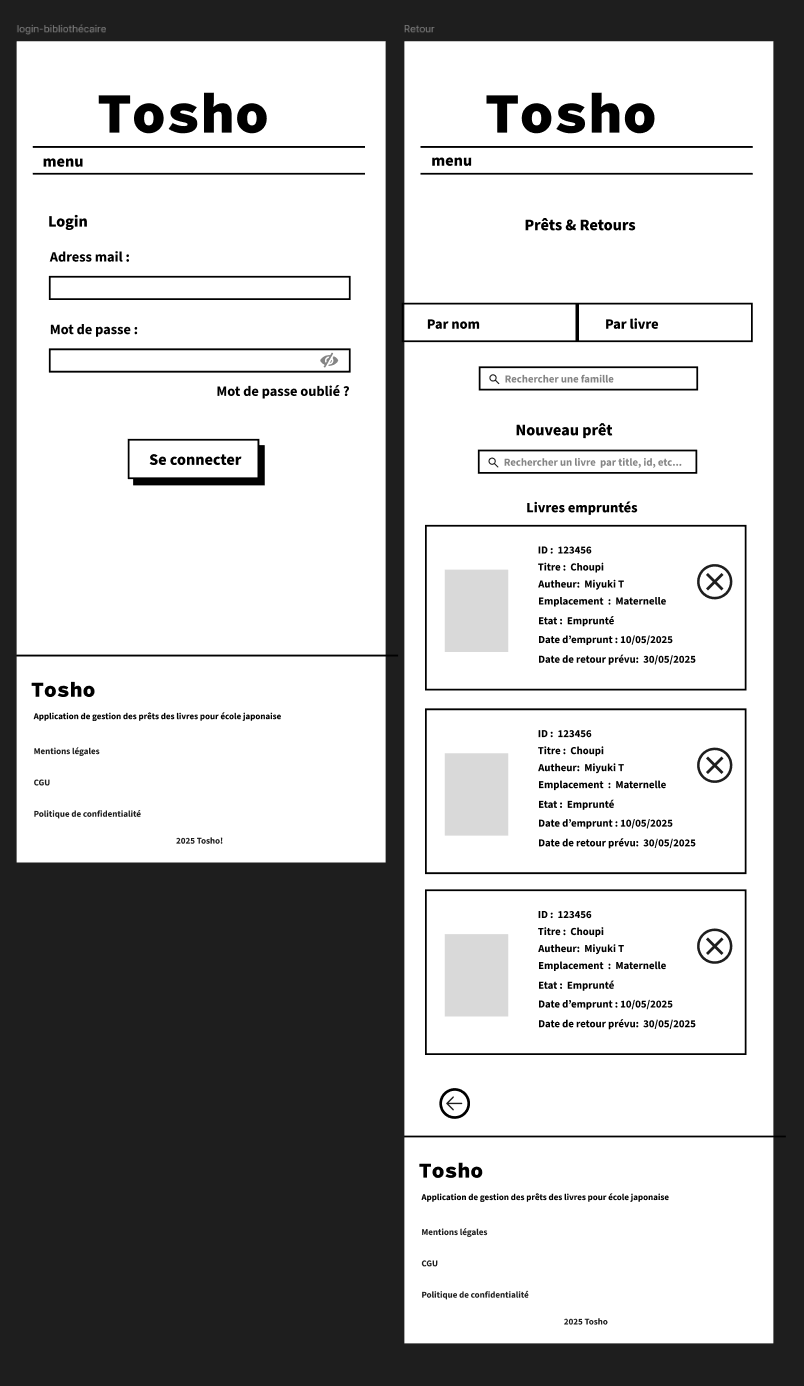 login-bibliothécaire
Tosho
menu
Login
Adress mail :
Mot de passe :
Mot de passe oublié ?
Se connecter
Tosho
Application de gestion des prêts des livres pour école japonaise
Mentions légales
CGU
Politique de confidentialité
2025 Tosho!
Retour
Tosho
menu
Prêts & Retours
Par nom
Par livre
Rechercher une famille
Nouveau prêt
Rechercher un livre par title, id, etc...
Livres empruntés
ID : 123456
Titre : Choupi
Autheur: Miyuki T
Emplacement : Maternelle
Etat : Emprunté
Date d'emprunt : 10/05/2025
Date de retour prévu: 30/05/2025
ID : 123456
Titre : Choupi
Autheur: Miyuki T
Emplacement : Maternelle
Etat : Emprunté
Date d'emprunt : 10/05/2025
Date de retour prévu: 30/05/2025
ID : 123456
Titre : Choupi
Autheur: Miyuki T
Emplacement : Maternelle
Etat : Emprunté
Date d'emprunt : 10/05/2025
Date de retour prévu: 30/05/2025
Tosho
Application de gestion des prêts des livres pour école japonaise
Mentions légales
CGU
Politique de confidentialité
2025 Tosho